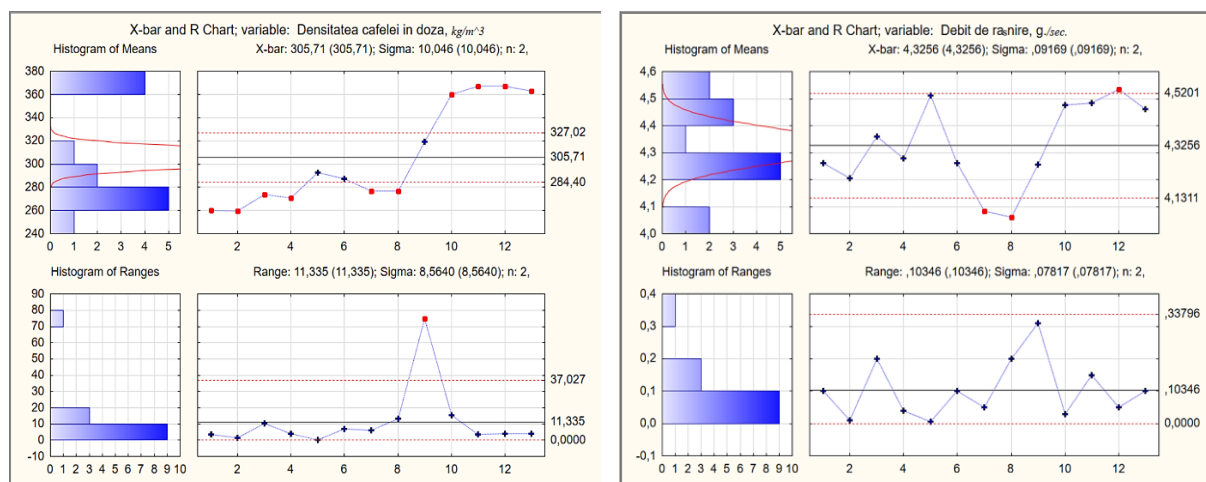 X-bar and R Chart; variable: Densitatea cafelei in doza, kg/m^3
Histogram of Means
X-bar: 305,71 (305,71); Sigma: 10,046 (10,046); n: 2,
380
360
340
320
300
280
260
240
0 1 2 3 4 5
2 4 6 8 10 12
327,02
305,71
284,40
Histogram of Ranges
Range: 11,335 (11,335); Sigma: 8,5640 (8,5640); n: 2,
90
80
70
60
50
40
30
20
10
0
-10
0 1 2 3 4 5 6 7 8 9 10
2 4 6 8 10 12
37,027
11,335
0,0000
X-bar and R Chart; variable: Debit de rasnire, g./sec.
Histogram of Means
X-bar: 4,3256 (4,3256); Sigma: ,09169 (,09169); n: 2,
4,6
4,5
4,4
4,3
4,2
4,1
4,0
0 1 2 3 4 5
2 4 6 8 10 12
4,5201
4,3256
4,1311
Histogram of Ranges
Range: ,10346 (,10346); Sigma: ,07817 (,07817); n: 2,
0,4
0,3
0,2
0,1
0,0
-0,1
0 1 2 3 4 5 6 7 8 9 10
2 4 6 8 10 12
,33796
,10346
0,0000